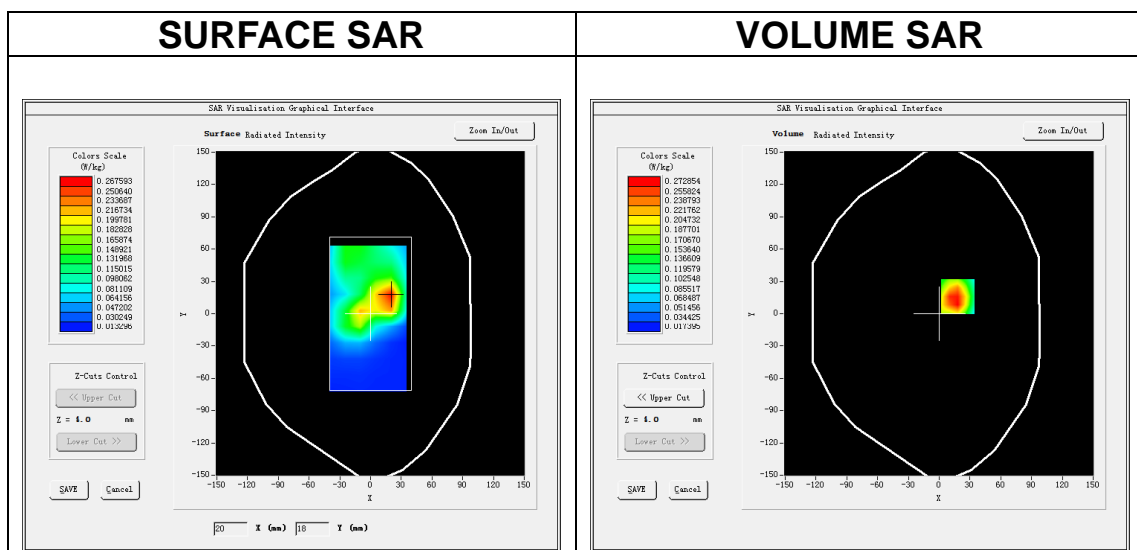 SURFACE SAR
VOLUME SAR
SAR Visualisation Graphical Interface
Surface Radiated Intensity
Zoom In/Out
Colors Scale
(W/kg)
0.267593
0.250640
0.233687
0.216734
0.199781
0.182828
0.165874
0.148921
0.131968
0.115015
0.098062
0.081109
0.064156
0.047202
0.030249
0.013296
Z-Cuts Control
<< Upper Cut
Z = 4.0 mm
Lower Cut >>
SAVE Cancel
150
120
90
60
30
0
-30
-60
-90
-120
-150
Y
-150 -120 -90 -60 -30 0 30 60 90 120 150
X
20 X (mm) 18 Y (mm)
SAR Visualisation Graphical Interface
Volume Radiated Intensity
Zoom In/Out
Colors Scale
(W/kg)
0.272854
0.255824
0.238793
0.221762
0.204732
0.187701
0.170670
0.153640
0.136609
0.119579
0.102548
0.085517
0.068487
0.051456
0.034425
0.017395
Z-Cuts Control
<< Upper Cut
Z = 4.0 mm
Lower Cut >>
SAVE Cancel
150
120
90
60
30
0
-30
-60
-90
-120
-150
Y
-150 -120 -90 -60 -30 0 30 60 90 120 150
X